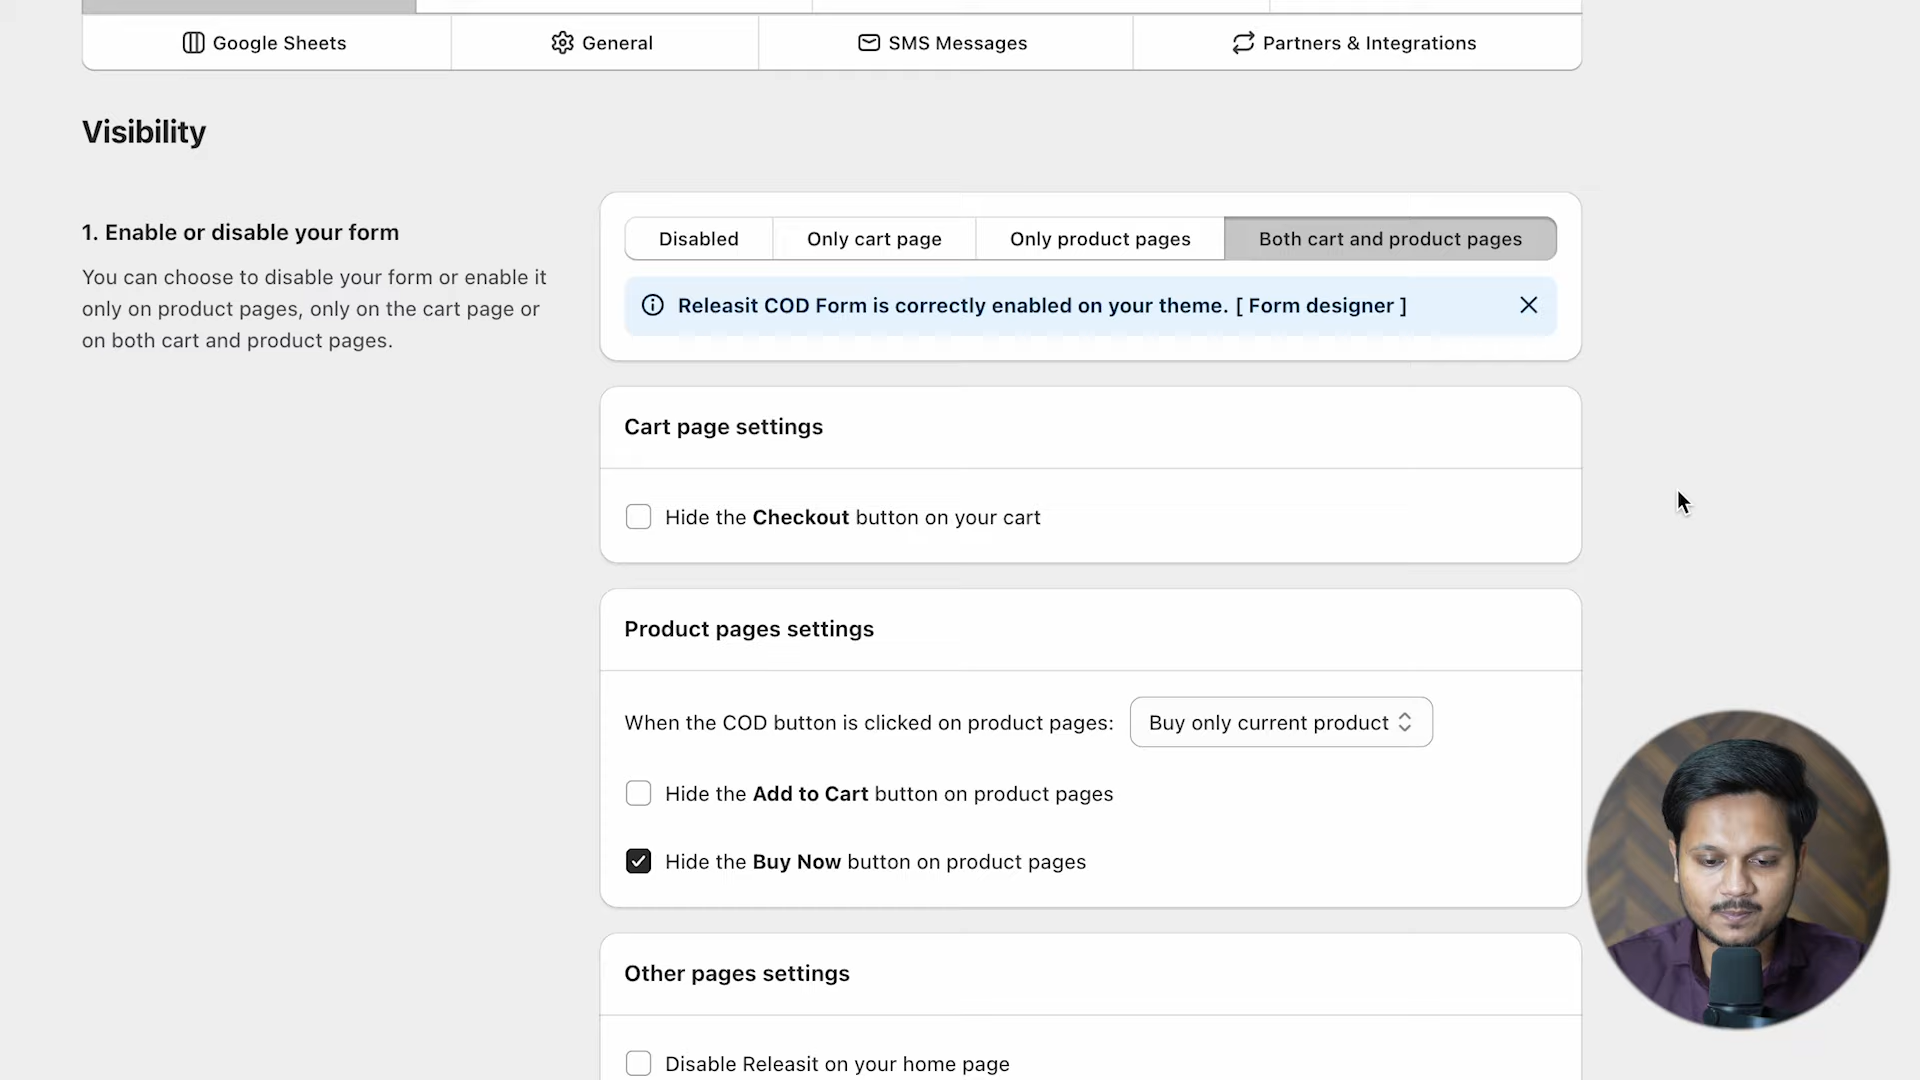 Google Sheets
General
SMS Messages
Partners & Integrations
Visibility
1. Enable or disable your form
You can choose to disable your form or enable it
only on product pages, only on the cart page or
on both cart and product pages.
Disabled
Only cart page
Only product pages
Both cart and product pages
Releasit COD Form is correctly enabled on your theme. [ Form designer ]
Cart page settings
Hide the Checkout button on your cart
Product pages settings
When the COD button is clicked on product pages:
Buy only current product
Hide the Add to Cart button on product pages
Hide the Buy Now button on product pages
Other pages settings
Disable Releasit on your home page